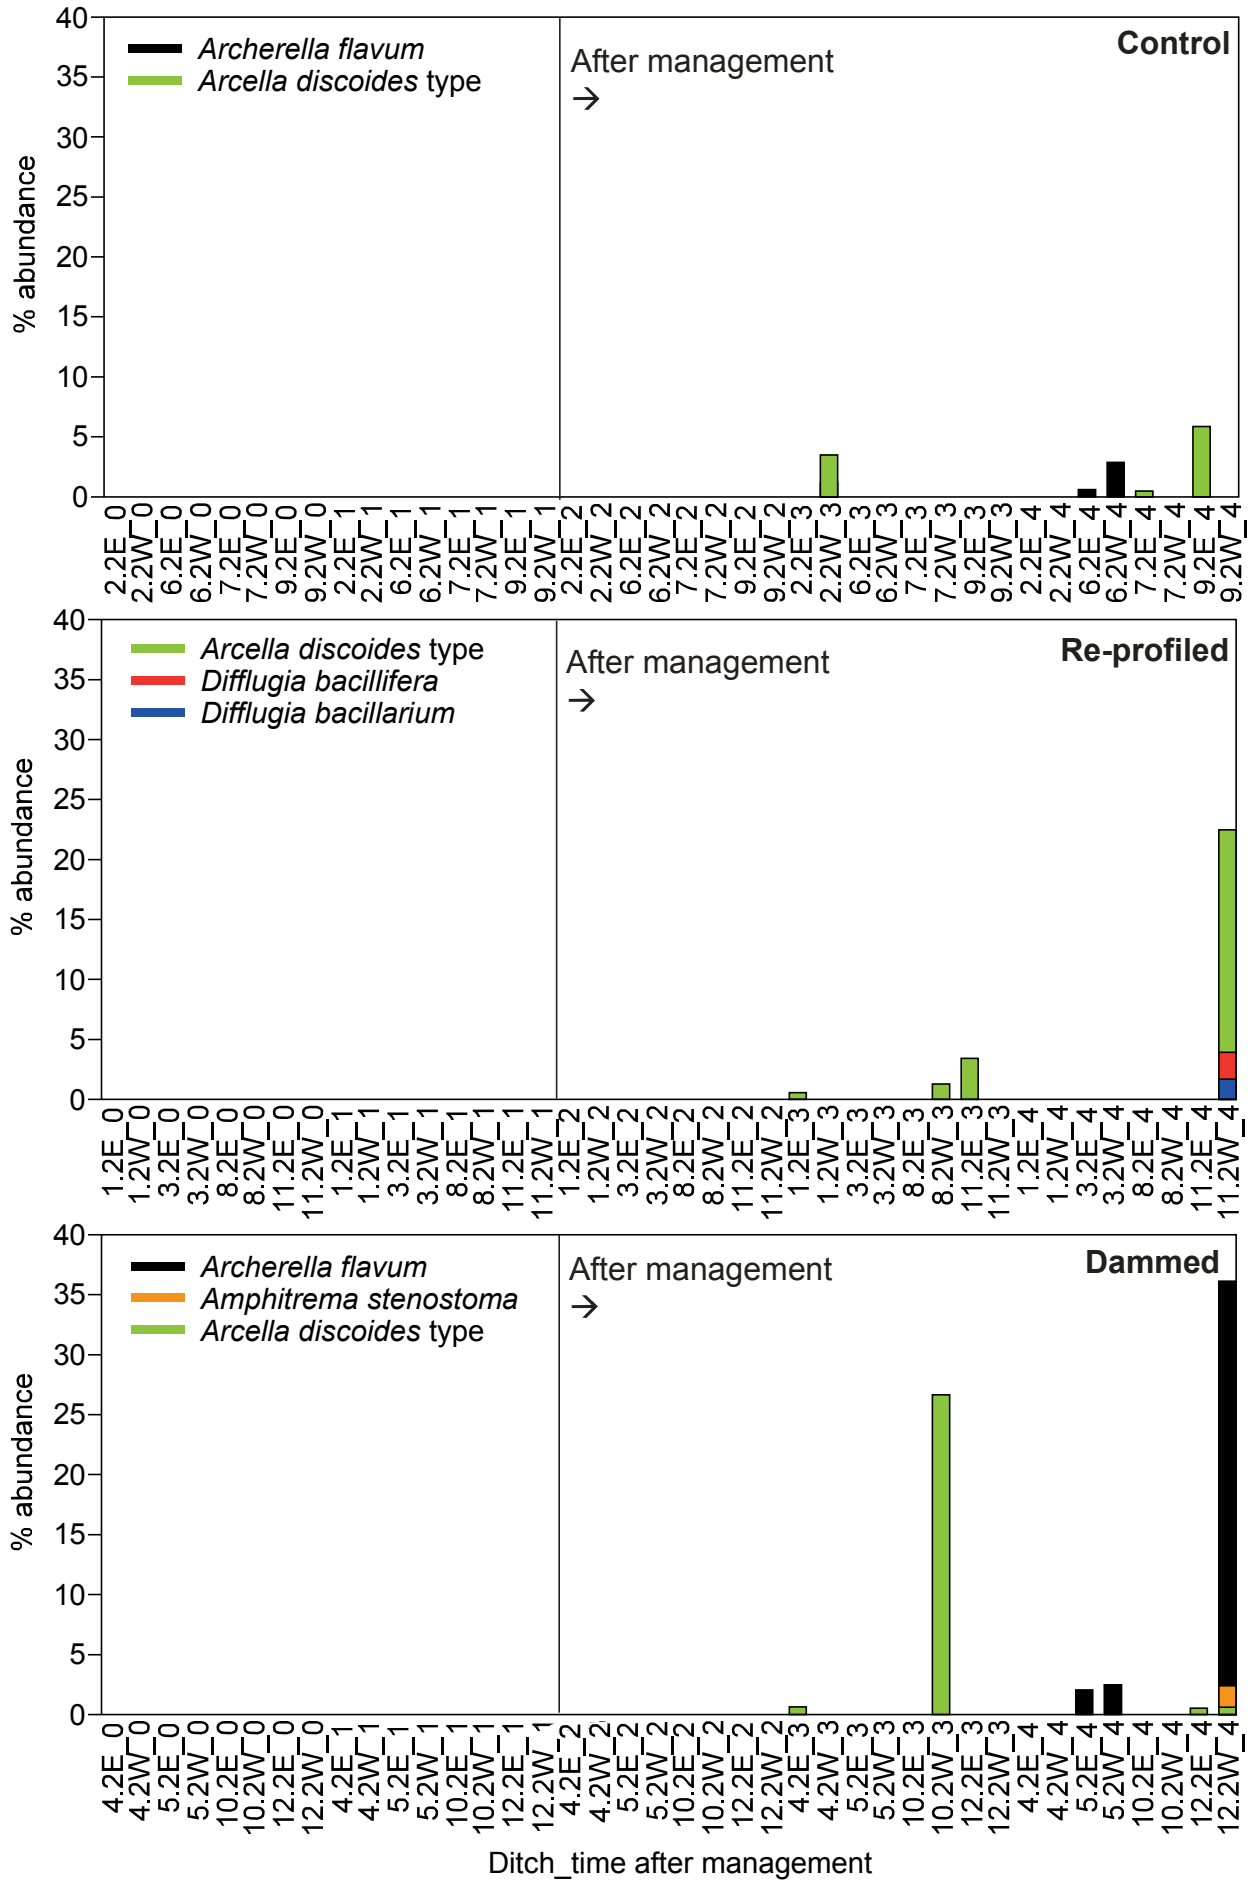 Control
Archerella flavum
Arcella discoides type
After management
→
% abundance
40
35
30
25
20
15
10
5
0
2.2E_0
2.2W_0
6.2E_0
6.2W_0
7.2E_0
7.2W_0
9.2E_0
9.2W_0
2.2E_1
2.2W_1
6.2E_1
6.2W_1
7.2E_1
7.2W_1
9.2E_1
9.2W_1
2.2E_2
2.2W_2
6.2E_2
6.2W_2
7.2E_2
7.2W_2
9.2E_2
9.2W_2
2.2E_3
2.2W_3
6.2E_3
6.2W_3
7.2E_3
7.2W_3
9.2E_3
9.2W_3
2.2E_4
2.2W_4
6.2E_4
6.2W_4
7.2E_4
7.2W_4
9.2E_4
9.2W_4
Re-profiled
Arcella discoides type
Difflugia bacillifera
Difflugia bacillarium
After management
→
% abundance
40
35
30
25
20
15
10
5
0
1.2E_0
1.2W_0
3.2E_0
3.2W_0
8.2E_0
8.2W_0
11.2E_0
11.2W_0
1.2E_1
1.2W_1
3.2E_1
3.2W_1
8.2E_1
8.2W_1
11.2E_1
11.2W_1
1.2E_2
1.2W_2
3.2E_2
3.2W_2
8.2E_2
8.2W_2
11.2E_2
11.2W_2
1.2E_3
1.2W_3
3.2E_3
3.2W_3
8.2E_3
8.2W_3
11.2E_3
11.2W_3
1.2E_4
1.2W_4
3.2E_4
3.2W_4
8.2E_4
8.2W_4
11.2E_4
11.2W_4
Dammed
Archerella flavum
Amphitrema stenostoma
Arcella discoides type
After management
→
% abundance
40
35
30
25
20
15
10
5
0
4.2E_0
4.2W_0
5.2E_0
5.2W_0
10.2E_0
10.2W_0
12.2E_0
12.2W_0
4.2E_1
4.2W_1
5.2E_1
5.2W_1
10.2E_1
10.2W_1
12.2E_1
12.2W_1
4.2E_2
4.2W_2
5.2E_2
5.2W_2
10.2E_2
10.2W_2
12.2E_2
12.2W_2
4.2E_3
4.2W_3
5.2E_3
5.2W_3
10.2E_3
10.2W_3
12.2E_3
12.2W_3
4.2E_4
4.2W_4
5.2E_4
5.2W_4
10.2E_4
10.2W_4
12.2E_4
12.2W_4
Ditch_time after management